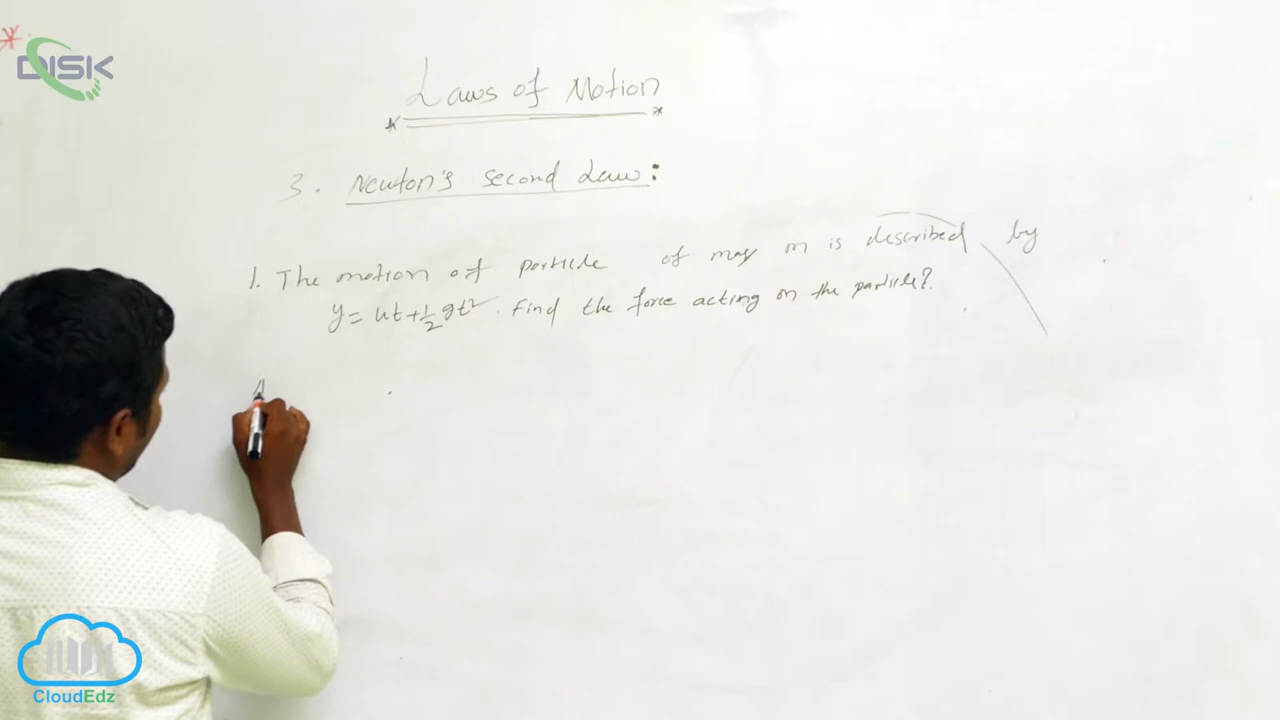 DISK
Laws of Motion
3. Newton's Second Law:
1. The motion of particle of mass m is described by
y = ut + 1/2 gt². Find the force acting on the particle?
A
CloudEdz